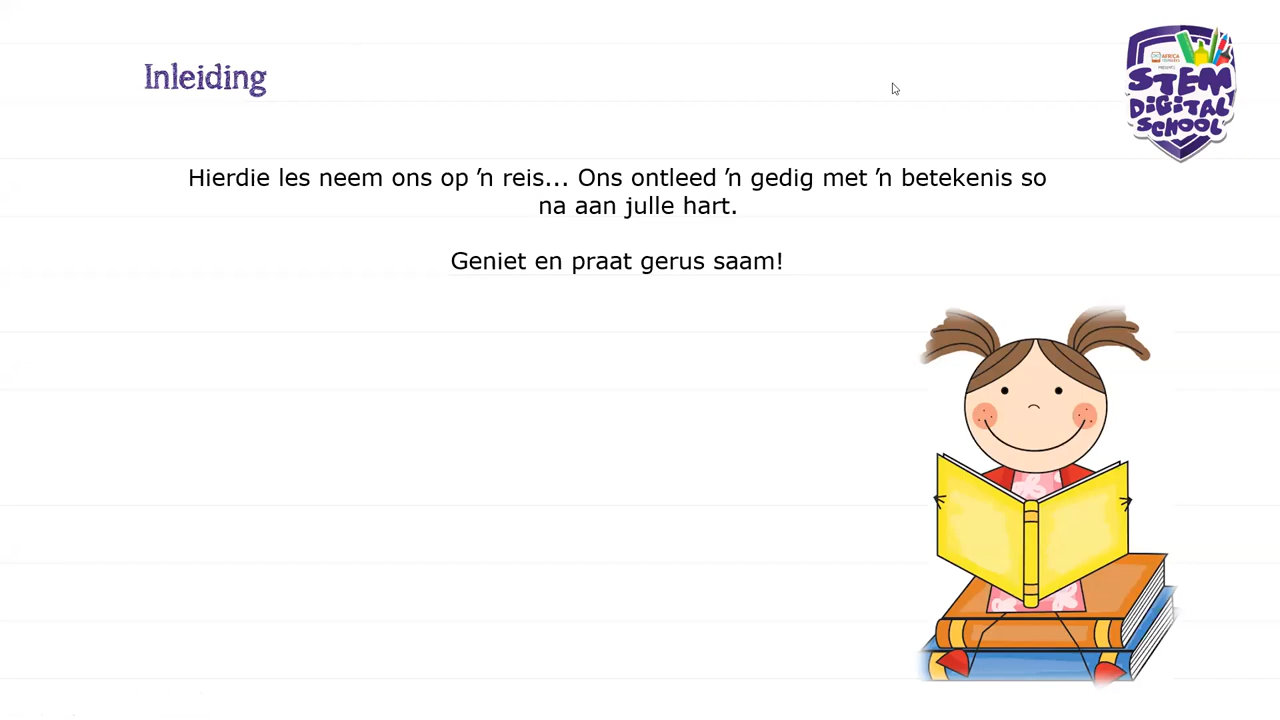 Inleiding
Hierdie les neem ons op ’n reis... Ons ontleed ’n gedig met ’n betekenis so
na aan julle hart.
Geniet en praat gerus saam!
STEM
DIGITAL
SCHOOL